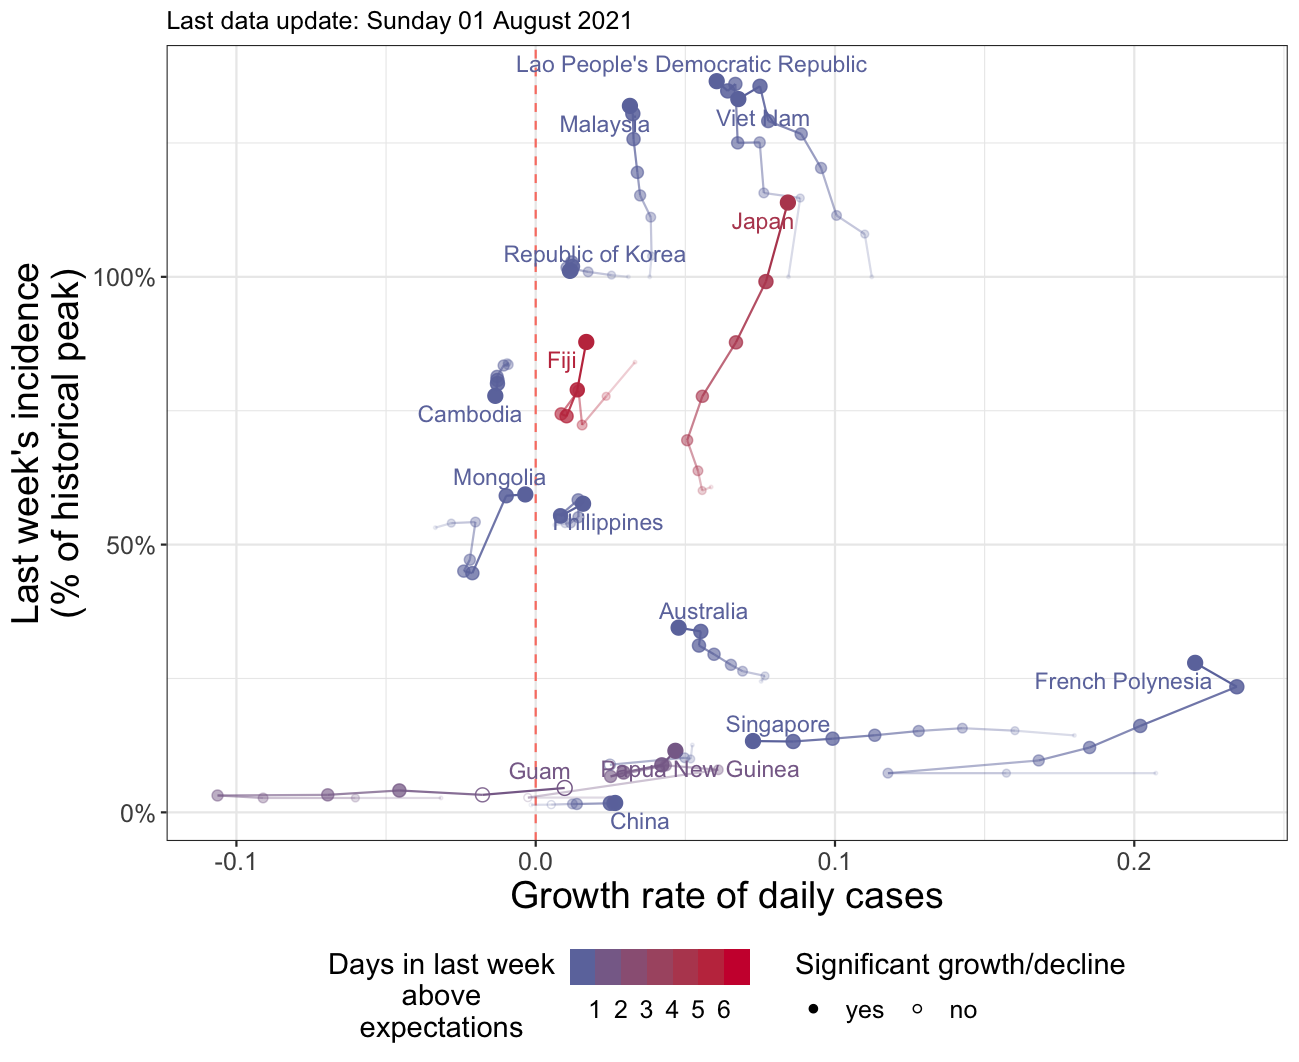 Last data update: Sunday 01 August 2021
Lao People's Democratic Republic
Malaysia
Viet Nam
Japan
Republic of Korea
Fiji
Cambodia
Mongolia
Philippines
Australia
French Polynesia
Singapore
Guam
Papua New Guinea
China
Last week's incidence
(% of historical peak)
100%
50%
0%
-0.1 0.0 0.1 0.2
Growth rate of daily cases
Days in last week
above
expectations
1 2 3 4 5 6
Significant growth/decline
yes no